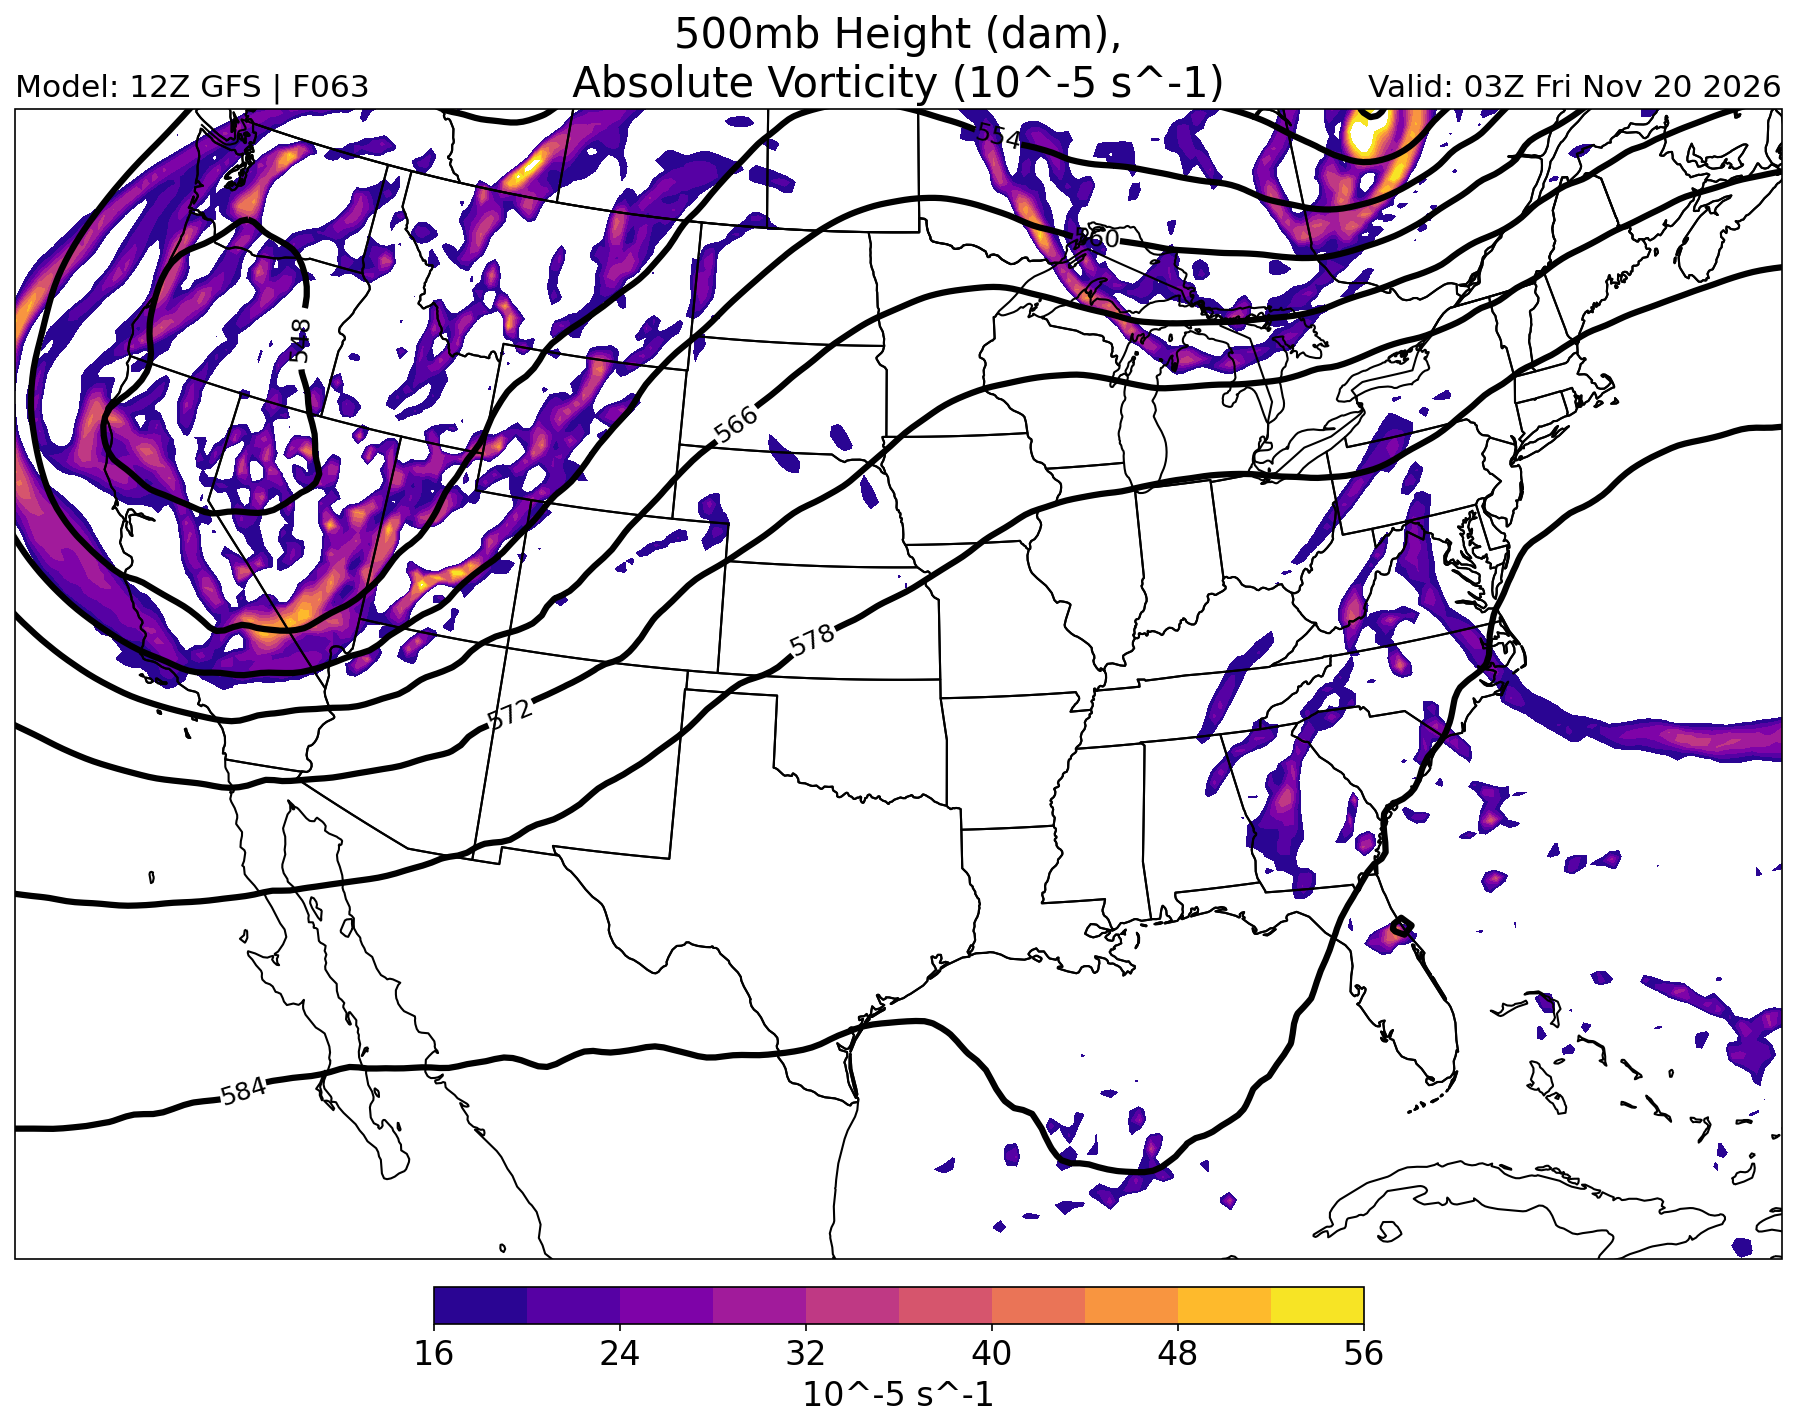 500mb Height (dam),
Model: 12Z GFS | F063
Absolute Vorticity (10^-5 s^-1)
Valid: 03Z Fri Nov 20 2026
554
560
548
566
578
572
584
16 24 32 40 48 56
10^-5 s^-1